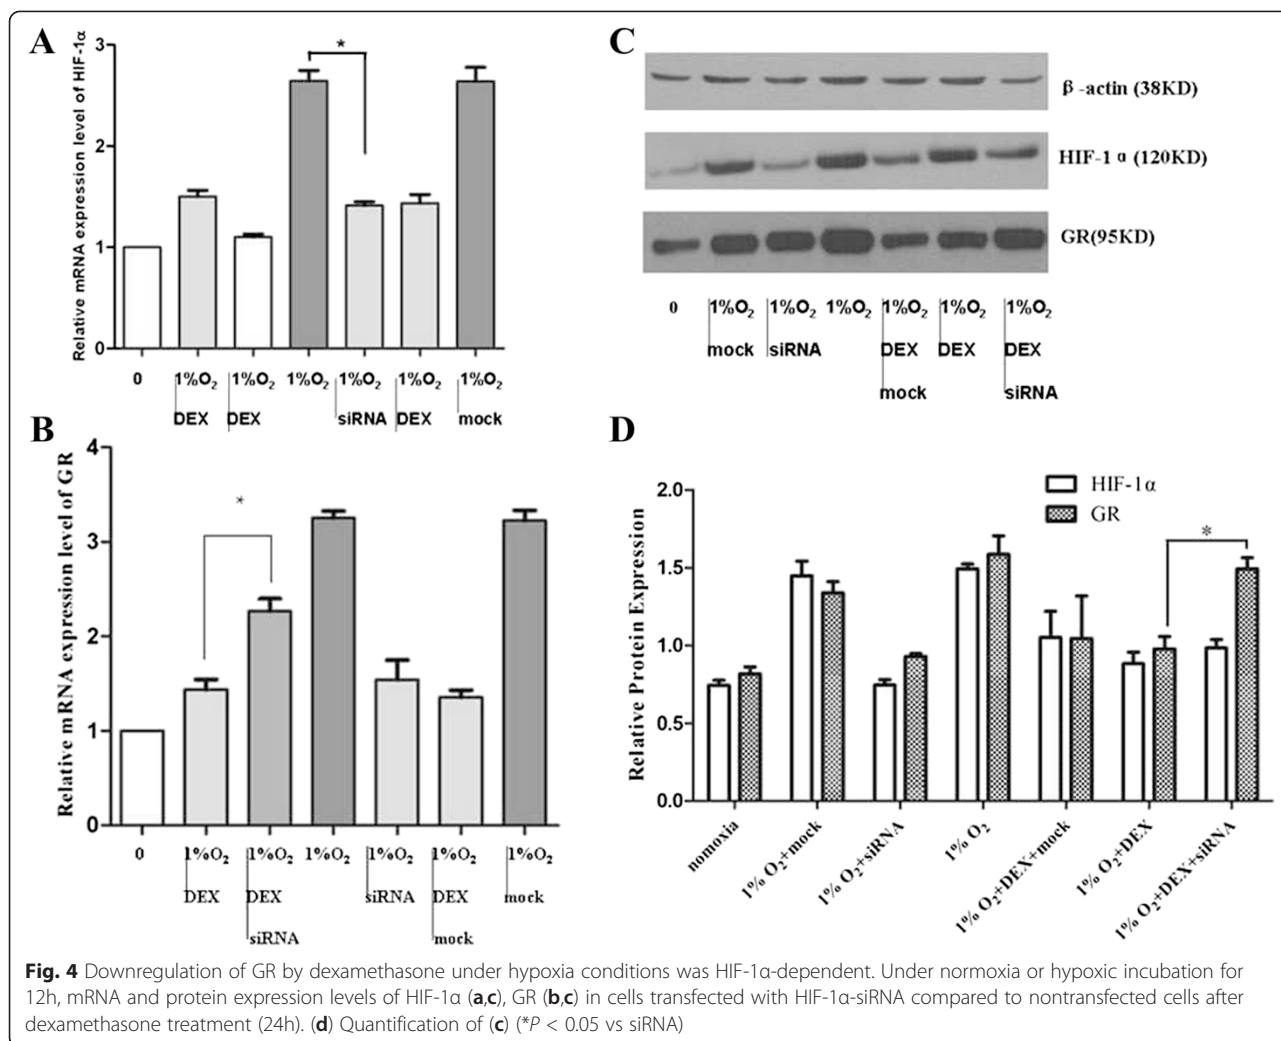 A
Relative mRNA expression level of HIF-1α
3
2
1
0
*
0 1%O2 1%O2 1%O2 1%O2 1%O2 1%O2
DEX DEX siRNA DEX mock
B
Relative mRNA expression level of GR
4
3
2
1
0
*
0 1%O2 1%O2 1%O2 1%O2 1%O2 1%O2
DEX DEX siRNA DEX mock
siRNA mock
C
β-actin (38KD)
HIF-1α (120KD)
GR(95KD)
0 1%O2 1%O2 1%O2 1%O2 1%O2 1%O2
mock siRNA DEX DEX DEX
mock siRNA
D
HIF-1α
GR
Relative Protein Expression
2.0
1.5
1.0
0.5
0.0
*
nomoxia
1% O2+mock
1% O2+siRNA
1% O2
1% O2+DEX+mock
1% O2+DEX
1% O2+DEX+siRNA
Fig. 4 Downregulation of GR by dexamethasone under hypoxia conditions was HIF-1α-dependent. Under normoxia or hypoxic incubation for
12h, mRNA and protein expression levels of HIF-1α (a,c), GR (b,c) in cells transfected with HIF-1α-siRNA compared to nontransfected cells after
dexamethasone treatment (24h). (d) Quantification of (c) (*P < 0.05 vs siRNA)